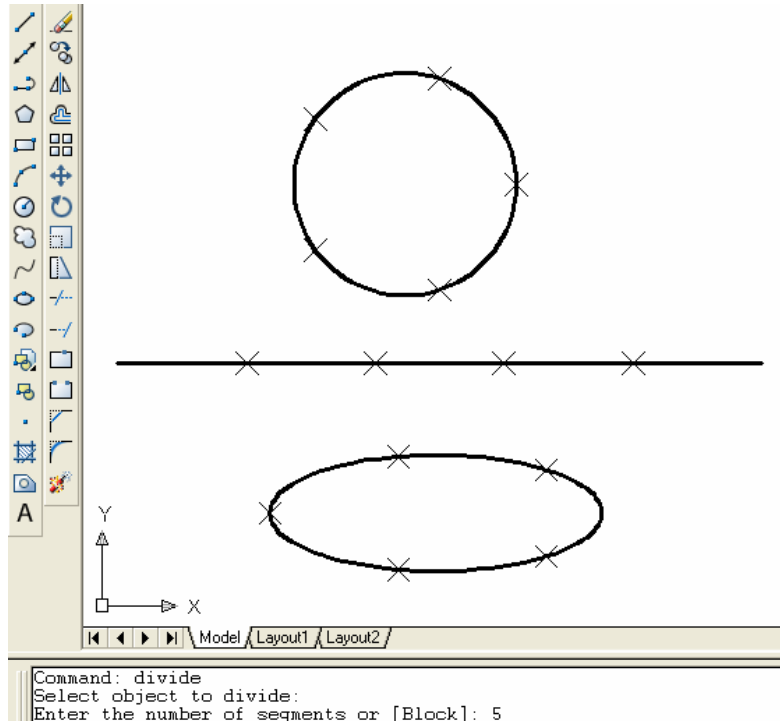 A
Y
X
Model Layout1 Layout2
Command: divide
Select object to divide:
Enter the number of segments or [Block]: 5